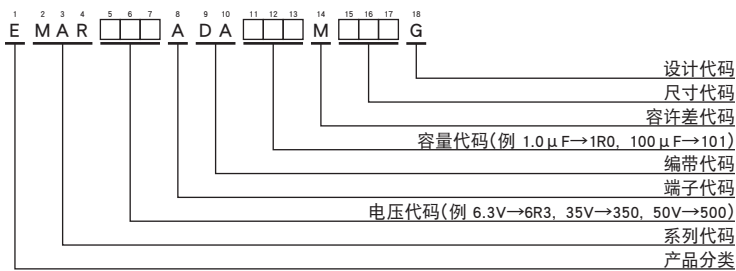 1 2 3 4 5 6 7 8 9 10 11 12 13 14 15 16 17 18
E MAR □□□ A DA □□□ M □□□ G
设计代码
尺寸代码
容许差代码
容量代码(例 1.0μF→1R0, 100μF→101)
编带代码
端子代码
电压代码(例 6.3V→6R3, 35V→350, 50V→500)
系列代码
产品分类